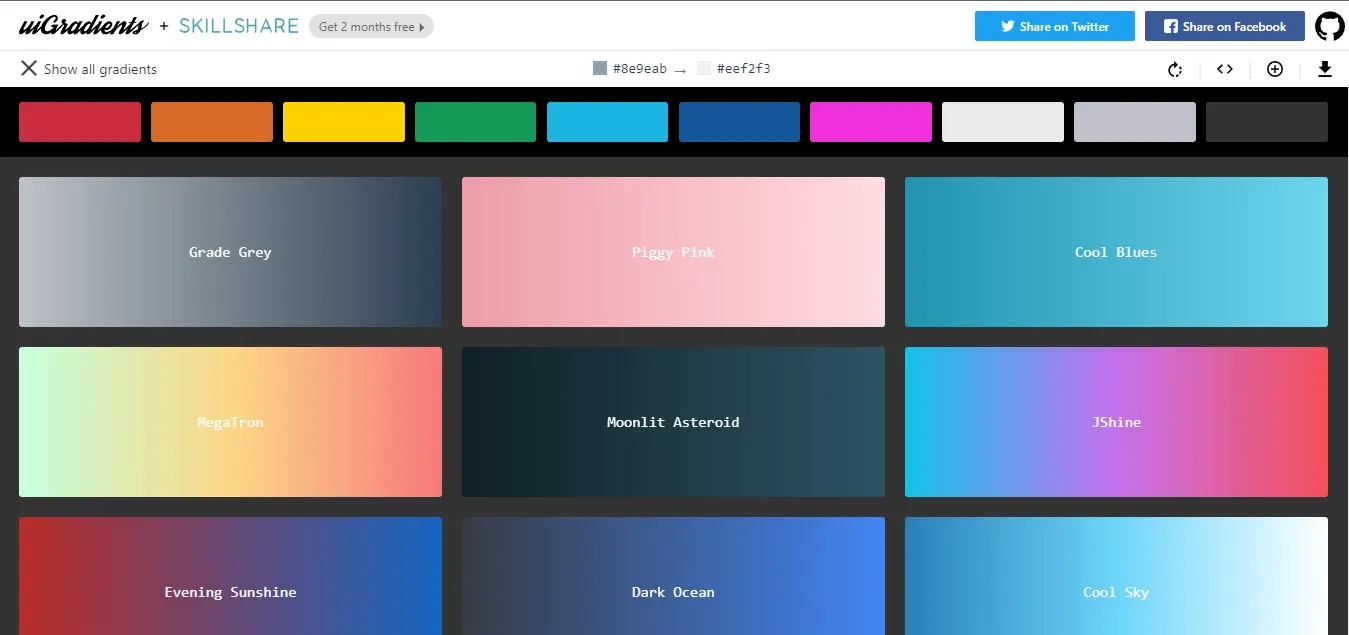 uiGradients + SKILLSHARE Get 2 months free
Share on Twitter
Share on Facebook
Show all gradients
#8e9eab → #eef2f3
Grade Grey
Piggy Pink
Cool Blues
MegaTron
Moonlit Asteroid
JShine
Evening Sunshine
Dark Ocean
Cool Sky